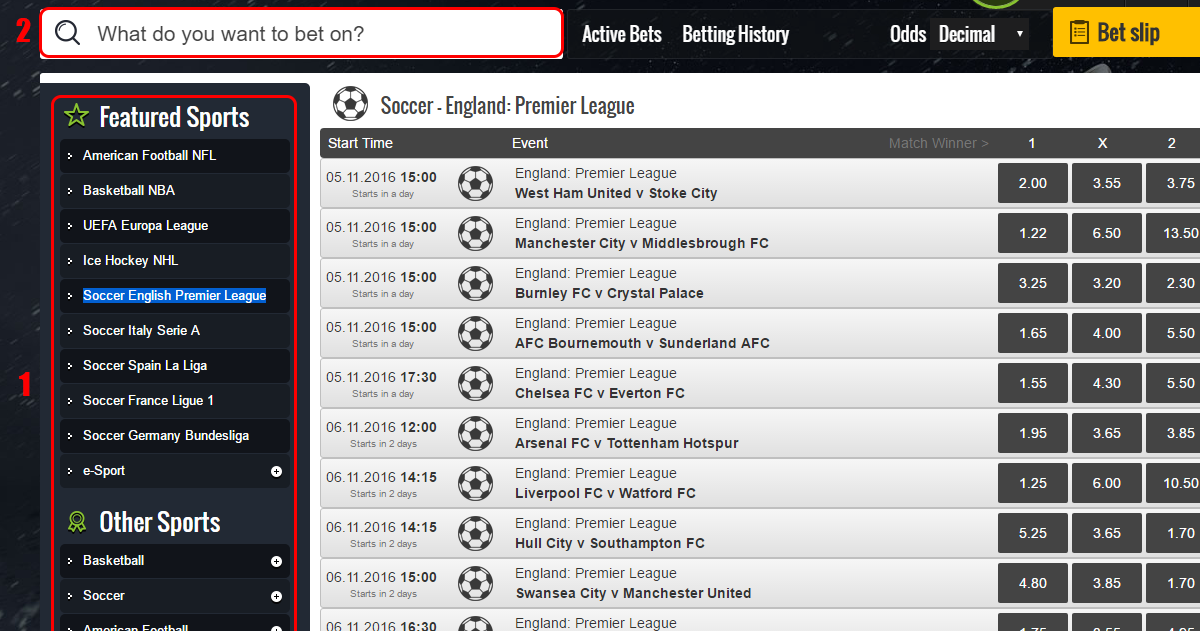 2
What do you want to bet on?
Active Bets
Betting History
Odds
Decimal
Bet slip
1
Featured Sports
American Football NFL
Basketball NBA
UEFA Europa League
Ice Hockey NHL
Soccer English Premier League
Soccer Italy Serie A
Soccer Spain La Liga
Soccer France Ligue 1
Soccer Germany Bundesliga
e-Sport
Other Sports
Basketball
Soccer
American Football
Soccer - England: Premier League
Start Time Event Match Winner > 1 X 2
05.11.2016 15:00 England: Premier League
Starts in a day West Ham United v Stoke City 2.00 3.55 3.75
05.11.2016 15:00 England: Premier League
Starts in a day Manchester City v Middlesbrough FC 1.22 6.50 13.50
05.11.2016 15:00 England: Premier League
Starts in a day Burnley FC v Crystal Palace 3.25 3.20 2.30
05.11.2016 15:00 England: Premier League
Starts in a day AFC Bournemouth v Sunderland AFC 1.65 4.00 5.50
05.11.2016 17:30 England: Premier League
Starts in a day Chelsea FC v Everton FC 1.55 4.30 5.50
06.11.2016 12:00 England: Premier League
Starts in 2 days Arsenal FC v Tottenham Hotspur 1.95 3.65 3.85
06.11.2016 14:15 England: Premier League
Starts in 2 days Liverpool FC v Watford FC 1.25 6.00 10.50
06.11.2016 14:15 England: Premier League
Starts in 2 days Hull City v Southampton FC 5.25 3.65 1.70
06.11.2016 15:00 England: Premier League
Starts in 2 days Swansea City v Manchester United 4.80 3.85 1.70
06.11.2016 16:30 England: Premier League